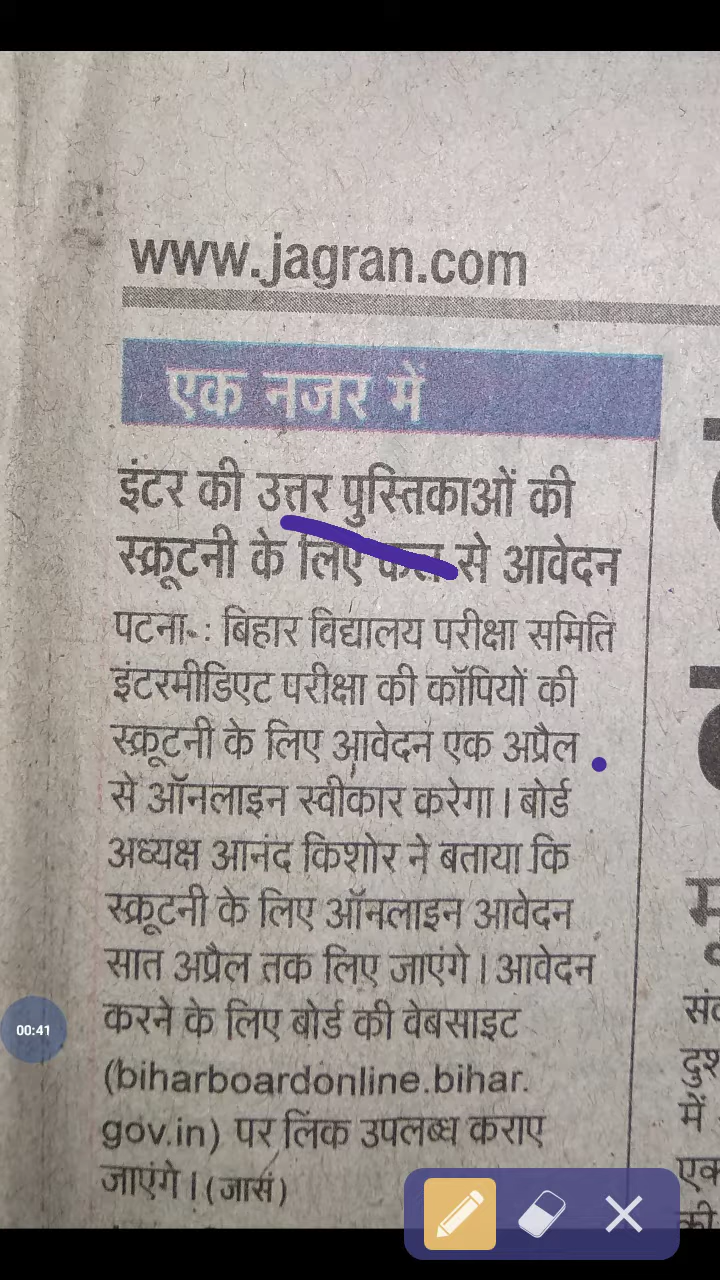 www.jagran.com
एक नजर में
इंटर की उत्तर पुस्तिकाओं की
स्क्रूटनी के लिए कल से आवेदन
पटना : बिहार विद्यालय परीक्षा समिति
इंटरमीडिएट परीक्षा की कॉपियों की
स्क्रूटनी के लिए आवेदन एक अप्रैल
से ऑनलाइन स्वीकार करेगा। बोर्ड
अध्यक्ष आनंद किशोर ने बताया कि
स्क्रूटनी के लिए ऑनलाइन आवेदन
सात अप्रैल तक लिए जाएंगे। आवेदन
करने के लिए बोर्ड की वेबसाइट
(biharboardonline.bihar.
gov.in) पर लिंक उपलब्ध कराए
जाएंगे। (जासं)
00:41
में